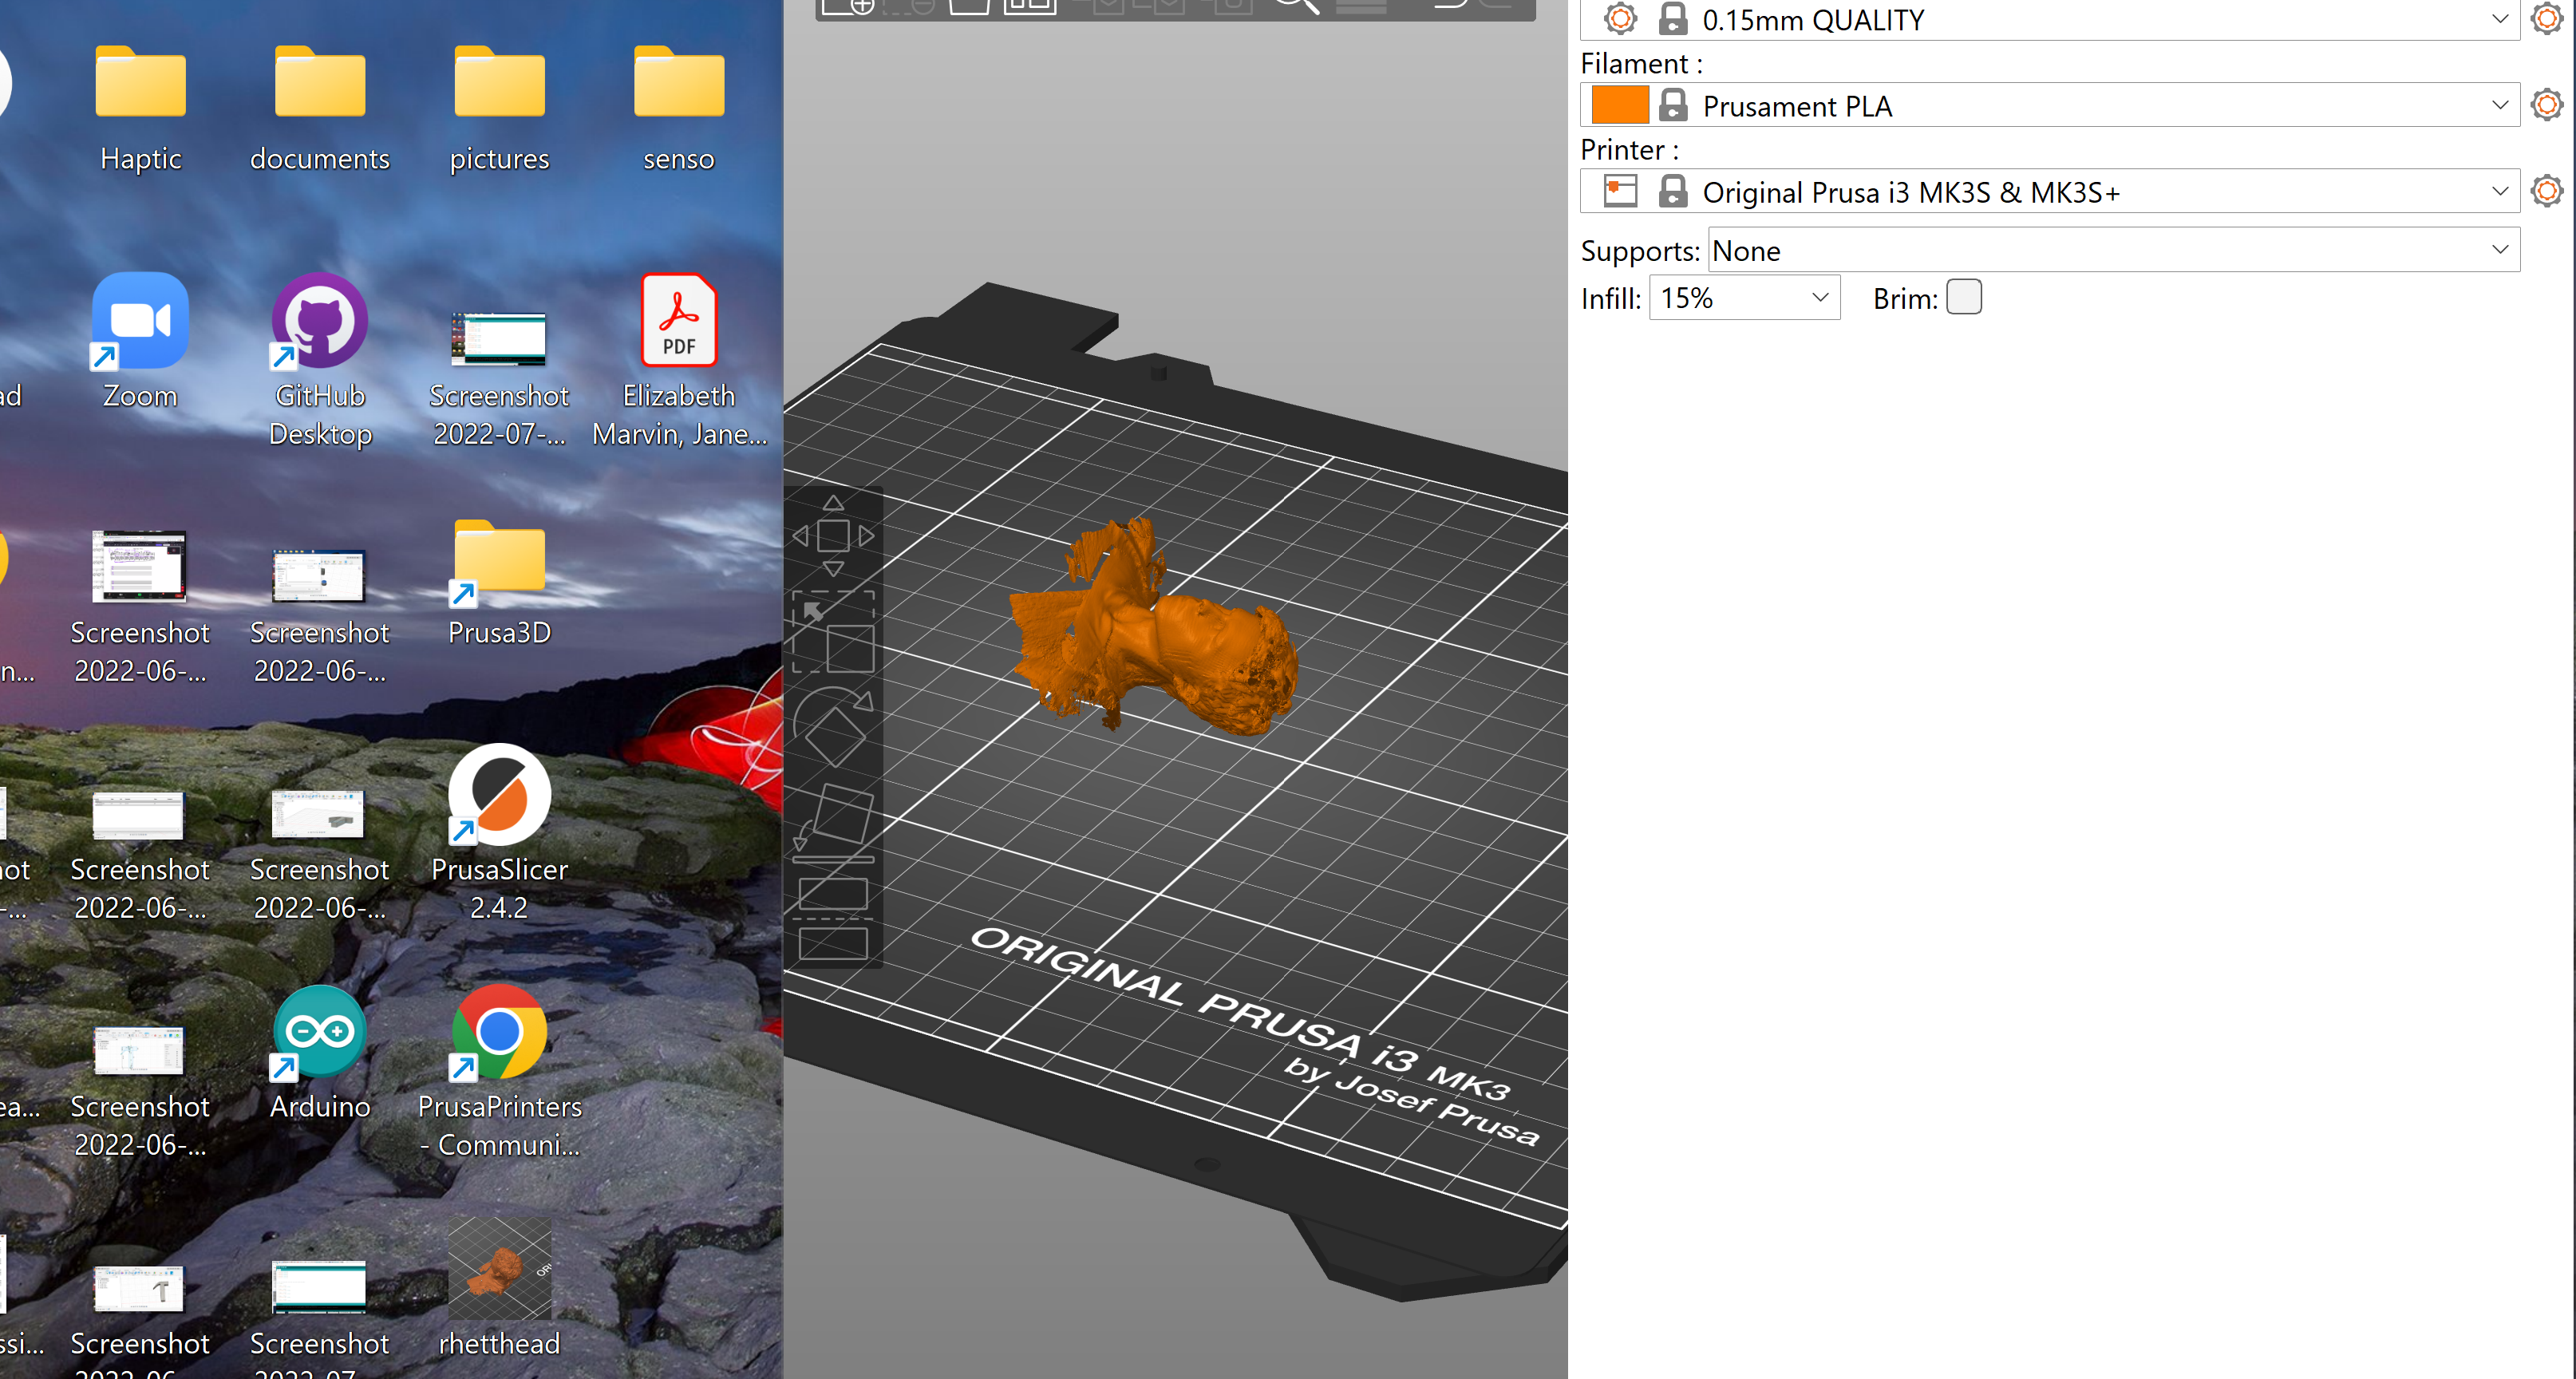 Haptic
documents
pictures
senso
ad
Zoom
GitHub
Desktop
Screenshot
2022-07-...
PDF
Elizabeth
Marvin, Jane...
n...
Screenshot
2022-06-...
Screenshot
2022-06-...
Prusa3D
ot
-...
Screenshot
2022-06-...
Screenshot
2022-06-...
PrusaSlicer
2.4.2
ea...
Screenshot
2022-06-...
Arduino
PrusaPrinters
- Communi...
ssi...
Screenshot
Screenshot
rhetthead
ORIGINAL PRUSA i3 MK3
by Josef Prusa
0.15mm QUALITY
Filament :
Prusament PLA
Printer :
Original Prusa i3 MK3S & MK3S+
Supports: None
Infill: 15% Brim: